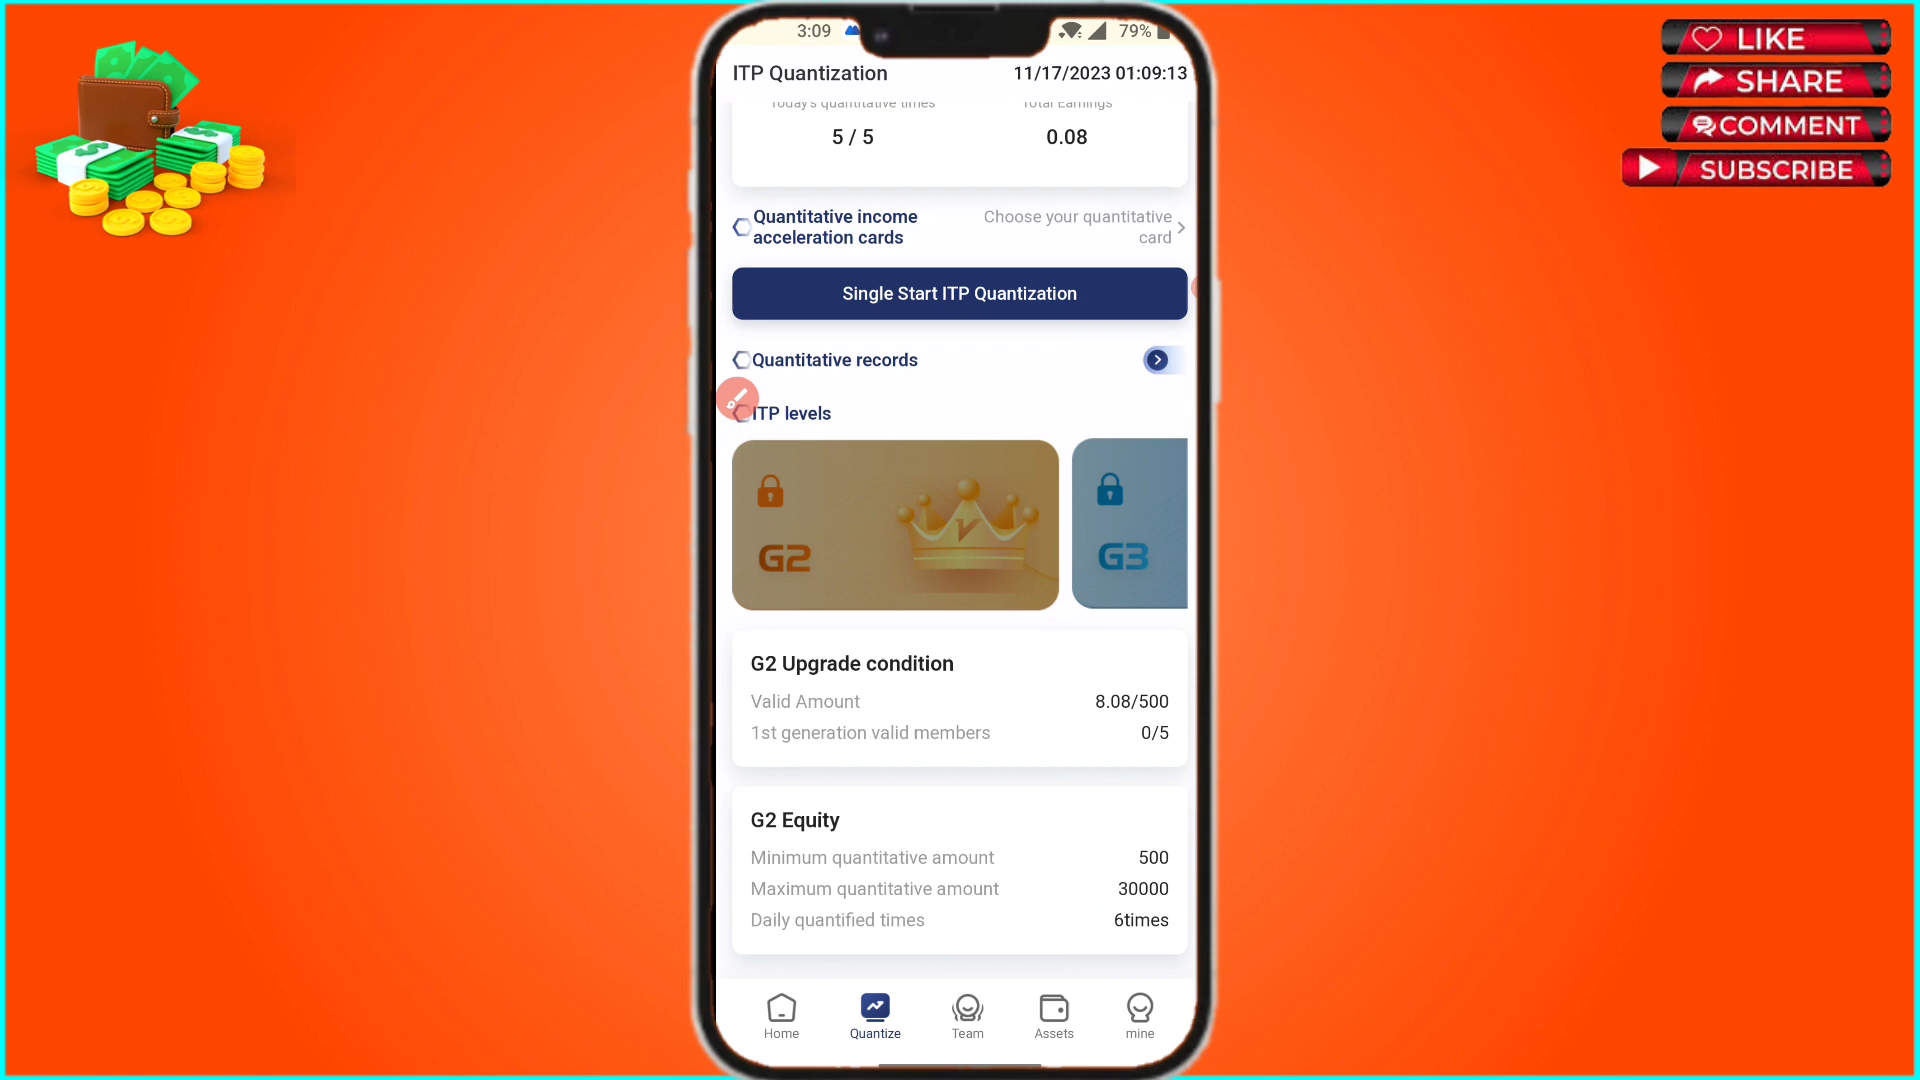 3:09
79%
ITP Quantization
11/17/2023 01:09:13
Today's quantitative times
Total Earnings
5 / 5
0.08
Quantitative income
acceleration cards
Choose your quantitative
card
Single Start ITP Quantization
Quantitative records
ITP levels
G2
G3
G2 Upgrade condition
Valid Amount
8.08/500
1st generation valid members
0/5
G2 Equity
Minimum quantitative amount
500
Maximum quantitative amount
30000
Daily quantified times
6times
Home
Quantize
Team
Assets
mine
LIKE
SHARE
COMMENT
SUBSCRIBE